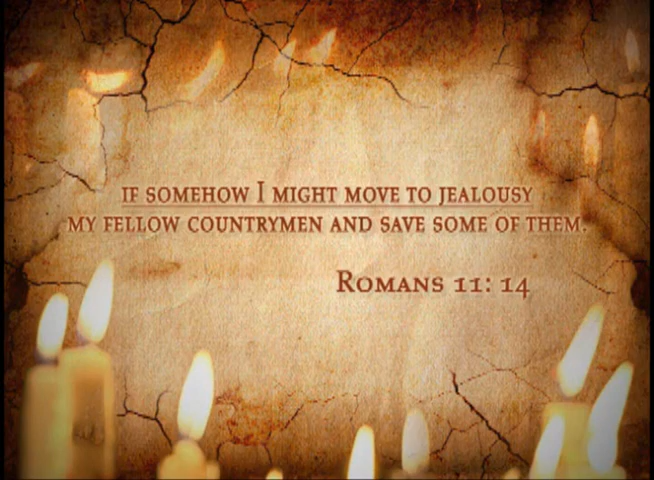 if somehow I might move to jealousy
my fellow countrymen and save some of them.
Romans 11: 14